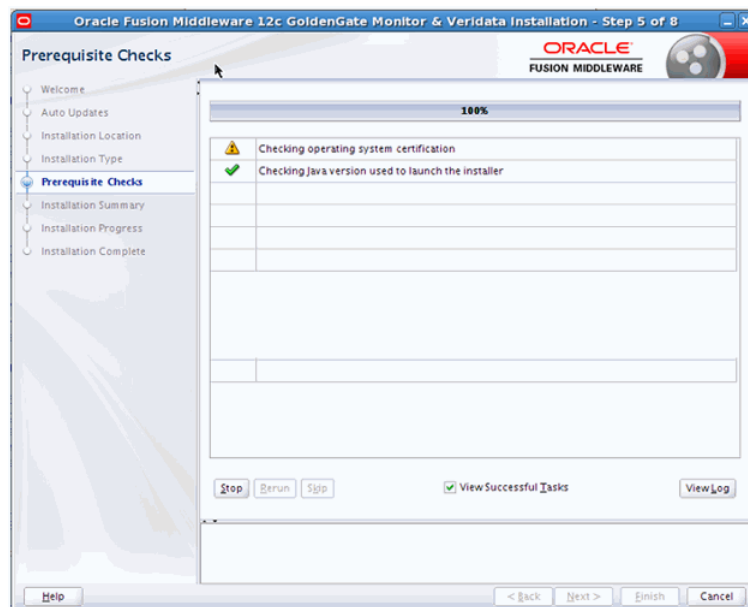 Oracle Fusion Middleware 12c GoldenGate Monitor & Veridata Installation - Step 5 of 8
Prerequisite Checks
ORACLE
FUSION MIDDLEWARE
Welcome
Auto Updates
Installation Location
Installation Type
Prerequisite Checks
Installation Summary
Installation Progress
Installation Complete
100%
Checking operating system certification
Checking Java version used to launch the installer
Stop Rerun Skip View Successful Tasks View Log
Help < Back Next > Finish Cancel